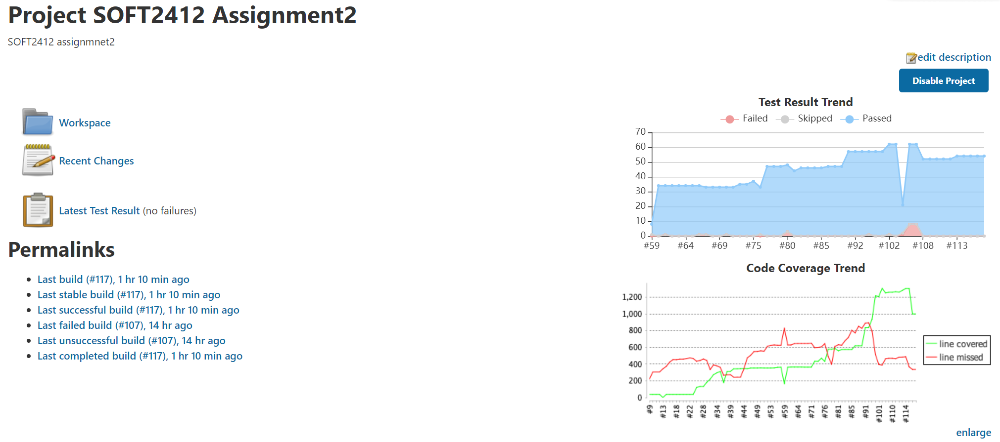 Project SOFT2412 Assignment2
SOFT2412 assignmnet2
edit description
Disable Project
Workspace
Recent Changes
Latest Test Result (no failures)
Permalinks
Last build (#117), 1 hr 10 min ago
Last stable build (#117), 1 hr 10 min ago
Last successful build (#117), 1 hr 10 min ago
Last failed build (#107), 14 hr ago
Last unsuccessful build (#107), 14 hr ago
Last completed build (#117), 1 hr 10 min ago
Test Result Trend
Failed Skipped Passed
70
60
50
40
30
20
10
0
#59 #64 #69 #75 #80 #85 #92 #102 #108 #113
Code Coverage Trend
1,200
1,000
800
600
400
200
0
#9 #13 #18 #22 #28 #34 #39 #44 #49 #53 #59 #64 #71 #76 #81 #85 #91 #101 #110 #114
line covered
line missed
enlarge